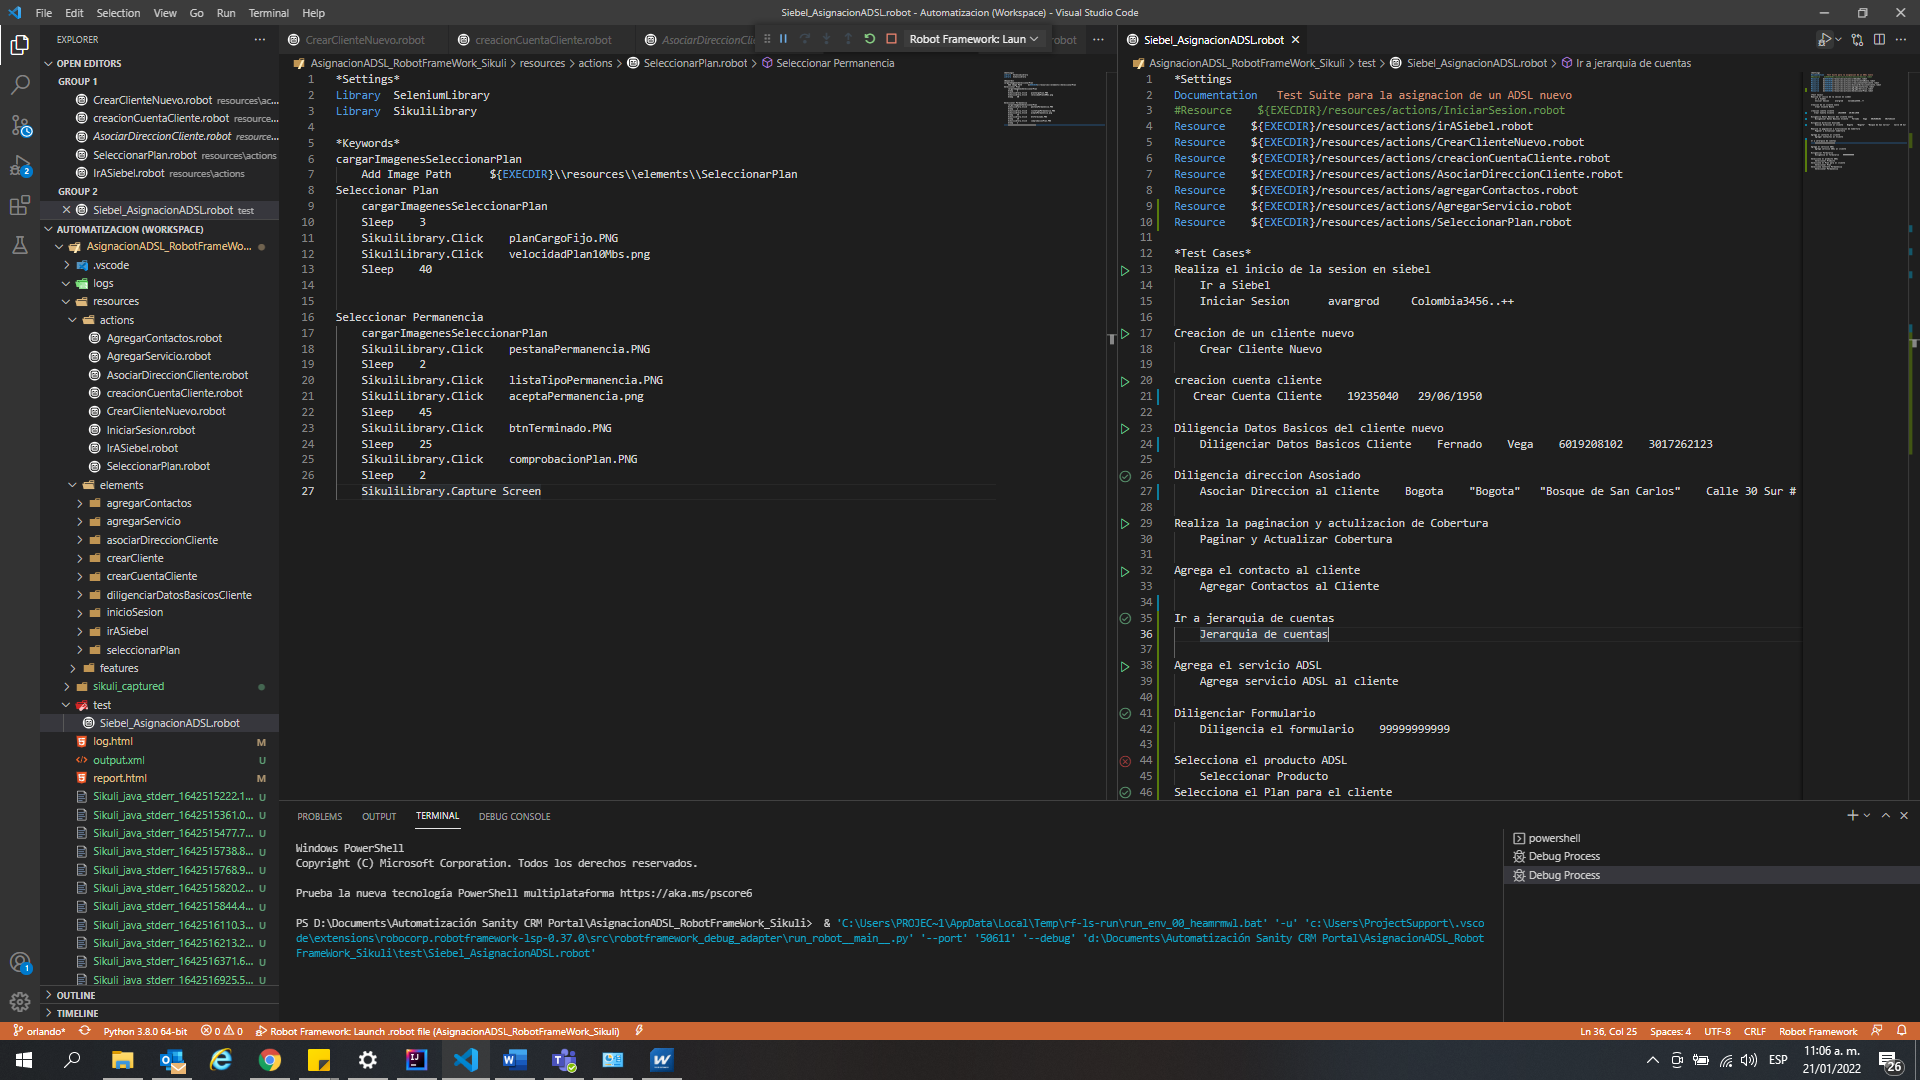 File Edit Selection View Go Run Terminal Help
Siebel_AsignacionADSL.robot - Automatizacion (Workspace) - Visual Studio Code
EXPLORER
OPEN EDITORS
GROUP 1
CrearClienteNuevo.robot resources\ac...
creacionCuentaCliente.robot resource...
AsociarDireccionCliente.robot resource...
SeleccionarPlan.robot resources\actions
IrASiebel.robot resources\actions
GROUP 2
Siebel_AsignacionADSL.robot test
AUTOMATIZACION (WORKSPACE)
AsignacionADSL_RobotFrameWo...
.vscode
logs
resources
actions
AgregarContactos.robot
AgregarServicio.robot
AsociarDireccionCliente.robot
creacionCuentaCliente.robot
CrearClienteNuevo.robot
IniciarSesion.robot
IrASiebel.robot
SeleccionarPlan.robot
elements
agregarContactos
agregarServicio
asociarDireccionCliente
crearCliente
crearCuentaCliente
diligenciarDatosBasicosCliente
inicioSesion
irASiebel
seleccionarPlan
features
sikuli_captured
test
Siebel_AsignacionADSL.robot
log.html M
output.xml U
report.html M
Sikuli_java_stderr_1642515222.1... U
Sikuli_java_stderr_1642515361.0... U
Sikuli_java_stderr_1642515477.7... U
Sikuli_java_stderr_1642515738.8... U
Sikuli_java_stderr_1642515768.9... U
Sikuli_java_stderr_1642515820.2... U
Sikuli_java_stderr_1642515844.4... U
Sikuli_java_stderr_1642516110.3... U
Sikuli_java_stderr_1642516213.2... U
Sikuli_java_stderr_1642516371.6... U
Sikuli_java_stderr_1642516925.5... U
OUTLINE
TIMELINE
CrearClienteNuevo.robot creacionCuentaCliente.robot AsociarDireccionCli Robot Framework: Laun obot
AsignacionADSL_RobotFrameWork_Sikuli > resources > actions > SeleccionarPlan.robot > Seleccionar Permanencia
1 *Settings*
2 Library SeleniumLibrary
3 Library SikuliLibrary
4
5 *Keywords*
6 cargarImagenesSeleccionarPlan
7 Add Image Path ${EXECDIR}\\resources\\elements\\SeleccionarPlan
8 Seleccionar Plan
9 cargarImagenesSeleccionarPlan
10 Sleep 3
11 SikuliLibrary.Click planCargoFijo.PNG
12 SikuliLibrary.Click velocidadPlan10Mbs.png
13 Sleep 40
14
15
16 Seleccionar Permanencia
17 cargarImagenesSeleccionarPlan
18 SikuliLibrary.Click pestanaPermanencia.PNG
19 Sleep 2
20 SikuliLibrary.Click listaTipoPermanencia.PNG
21 SikuliLibrary.Click aceptaPermanencia.png
22 Sleep 45
23 SikuliLibrary.Click btnTerminado.PNG
24 Sleep 25
25 SikuliLibrary.Click comprobacionPlan.PNG
26 Sleep 2
27 SikuliLibrary.Capture Screen
Siebel_AsignacionADSL.robot
AsignacionADSL_RobotFrameWork_Sikuli > test > Siebel_AsignacionADSL.robot > Ir a jerarquia de cuentas
1 *Settings
2 Documentation Test Suite para la asignacion de un ADSL nuevo
3 #Resource ${EXECDIR}/resources/actions/IniciarSesion.robot
4 Resource ${EXECDIR}/resources/actions/irASiebel.robot
5 Resource ${EXECDIR}/resources/actions/CrearClienteNuevo.robot
6 Resource ${EXECDIR}/resources/actions/creacionCuentaCliente.robot
7 Resource ${EXECDIR}/resources/actions/AsociarDireccionCliente.robot
8 Resource ${EXECDIR}/resources/actions/agregarContactos.robot
9 Resource ${EXECDIR}/resources/actions/AgregarServicio.robot
10 Resource ${EXECDIR}/resources/actions/SeleccionarPlan.robot
11
12 *Test Cases*
13 Realiza el inicio de la sesion en siebel
14 Ir a Siebel
15 Iniciar Sesion avargrod Colombia3456..++
16
17 Creacion de un cliente nuevo
18 Crear Cliente Nuevo
19
20 creacion cuenta cliente
21 Crear Cuenta Cliente 19235040 29/06/1950
22
23 Diligencia Datos Basicos del cliente nuevo
24 Diligenciar Datos Basicos Cliente Fernado Vega 6019208102 3017262123
25
26 Diligencia direccion Asosiado
27 Asociar Direccion al cliente Bogota "Bogota" "Bosque de San Carlos" Calle 30 Sur #
28
29 Realiza la paginacion y actulizacion de Cobertura
30 Paginar y Actualizar Cobertura
31
32 Agrega el contacto al cliente
33 Agregar Contactos al Cliente
34
35 Ir a jerarquia de cuentas
36 Jerarquia de cuentas
37
38 Agrega el servicio ADSL
39 Agrega servicio ADSL al cliente
40
41 Diligenciar Formulario
42 Diligencia el formulario 99999999999
43
44 Selecciona el producto ADSL
45 Seleccionar Producto
46 Selecciona el Plan para el cliente
PROBLEMS OUTPUT TERMINAL DEBUG CONSOLE
Windows PowerShell
Copyright (C) Microsoft Corporation. Todos los derechos reservados.
Prueba la nueva tecnología PowerShell multiplataforma https://aka.ms/pscore6
PS D:\Documents\Automatización Sanity CRM Portal\AsignacionADSL_RobotFrameWork_Sikuli> & 'C:\Users\PROJEC~1\AppData\Local\Temp\rf-ls-run\run_env_00_heamrmwl.bat' '-u' 'c:\Users\ProjectSupport\.vsco
de\extensions\robocorp.robotframework-lsp-0.37.0\src\robotframework_debug_adapter\run_robot__main__.py' '--port' '50611' '--debug' 'd:\Documents\Automatización Sanity CRM Portal\AsignacionADSL_Robot
FrameWork_Sikuli\test\Siebel_AsignacionADSL.robot'
powershell
Debug Process
Debug Process
orlando* Python 3.8.0 64-bit 0 0 Robot Framework: Launch .robot file (AsignacionADSL_RobotFrameWork_Sikuli)
Ln 36, Col 25 Spaces: 4 UTF-8 CRLF Robot Framework
ESP
11:06 a. m.
21/01/2022
26